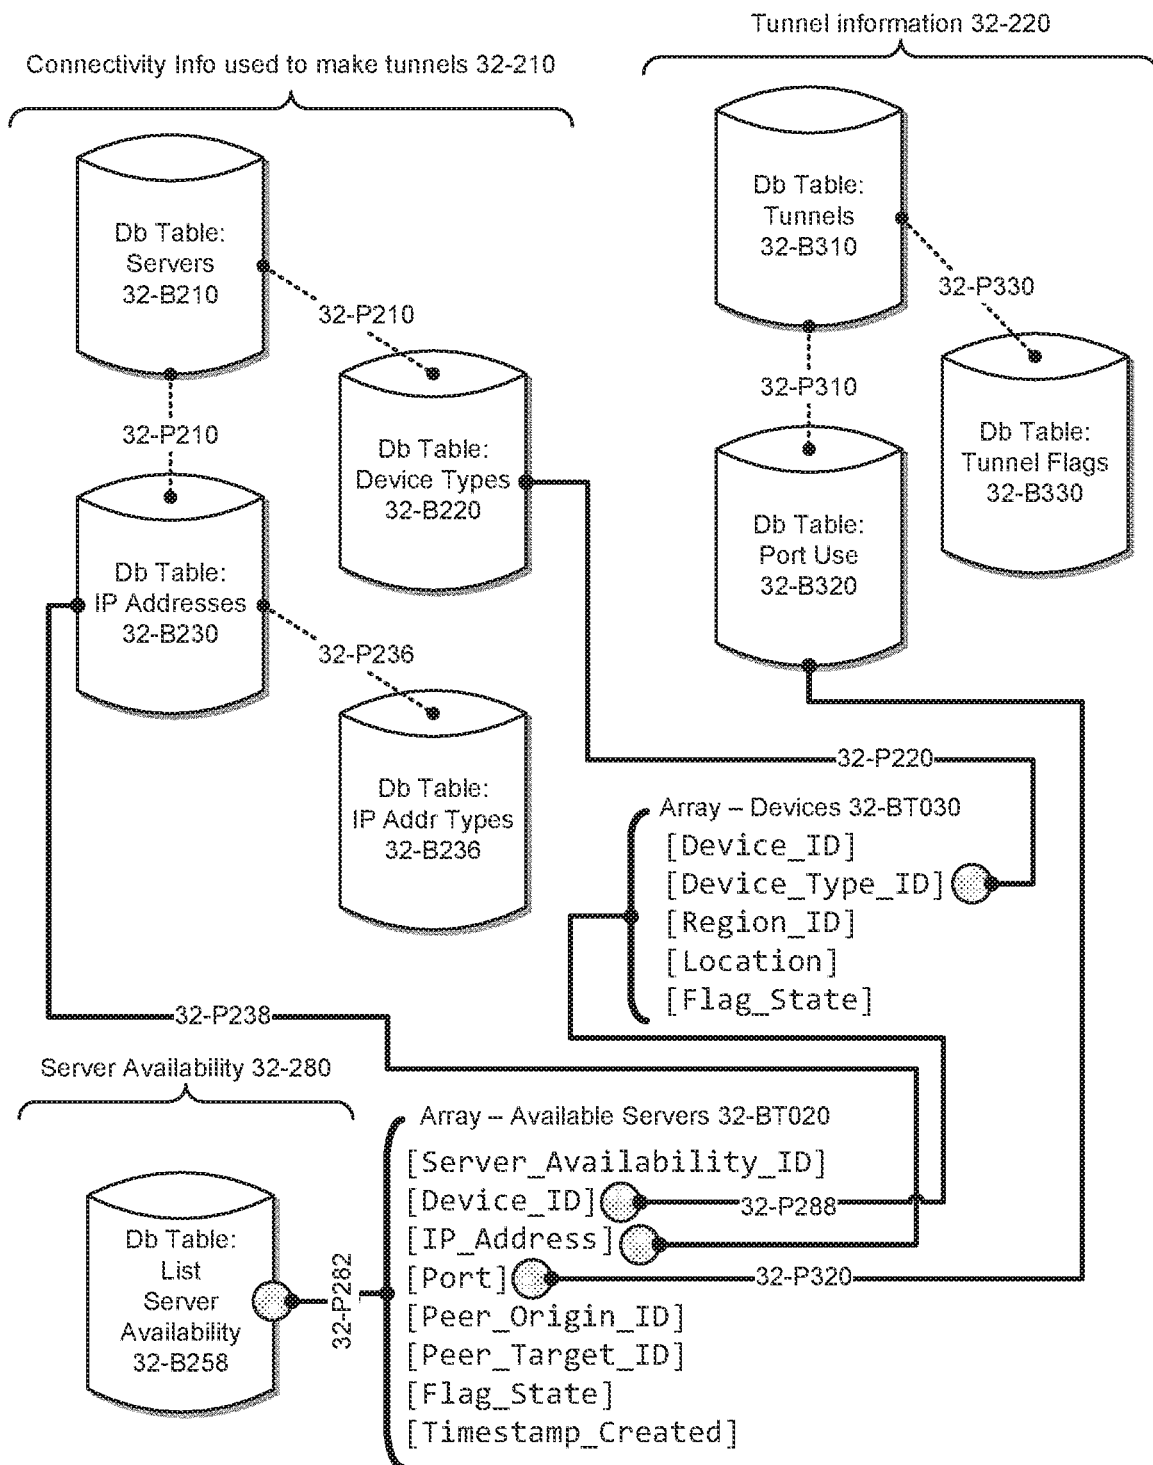 Tunnel information 32-220
Connectivity Info used to make tunnels 32-210
Db Table:
Servers
32-B210
Db Table:
Tunnels
32-B310
32-P210
32-P330
32-P210
32-P310
Db Table:
Device Types
32-B220
Db Table:
Tunnel Flags
32-B330
Db Table:
IP Addresses
32-B230
Db Table:
Port Use
32-B320
32-P236
Db Table:
IP Addr Types
32-B236
32-P220
Array – Devices 32-BT030
[Device_ID]
[Device_Type_ID]
[Region_ID]
[Location]
[Flag_State]
32-P238
Server Availability 32-280
Db Table:
List
Server
Availability
32-B258
32-P282
Array – Available Servers 32-BT020
[Server_Availability_ID]
[Device_ID]
32-P288
[IP_Address]
[Port]
32-P320
[Peer_Origin_ID]
[Peer_Target_ID]
[Flag_State]
[Timestamp_Created]